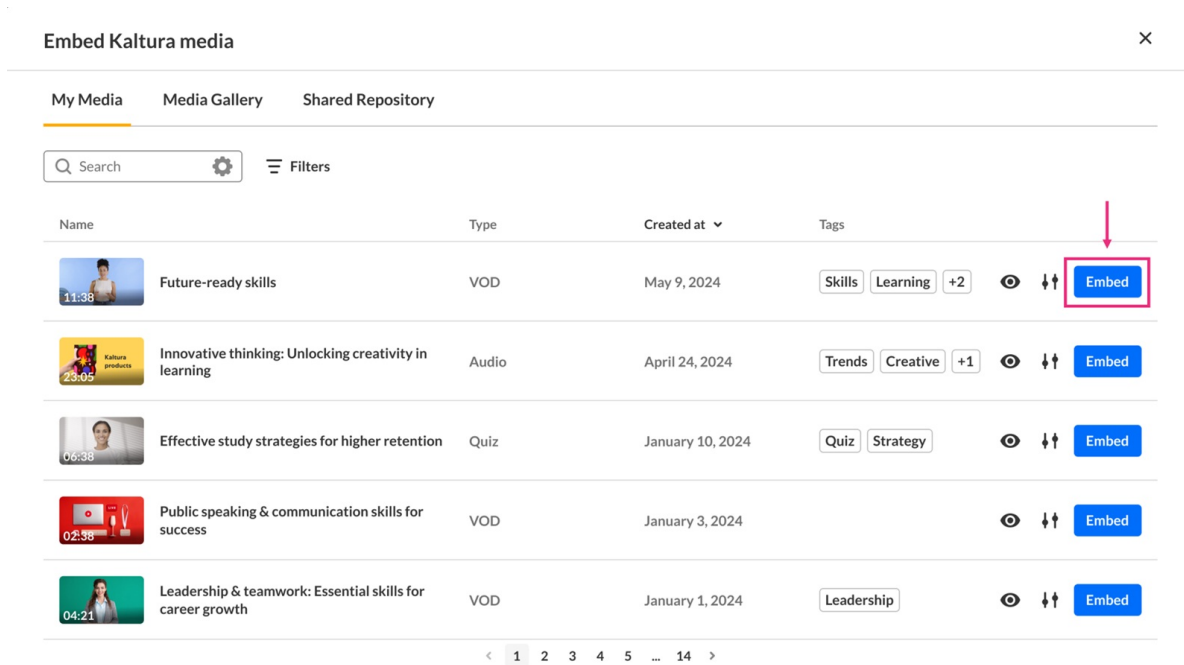 Embed Kaltura media
My Media Media Gallery Shared Repository
Search Filters
Name Type Created at Tags
11:38 Future-ready skills VOD May 9, 2024 Skills Learning +2 Embed
Innovative thinking: Unlocking creativity in
learning
23:05 Kaltura products Audio April 24, 2024 Trends Creative +1 Embed
06:38 Effective study strategies for higher retention Quiz January 10, 2024 Quiz Strategy Embed
Public speaking & communication skills for
success
02:38 VOD January 3, 2024 Embed
Leadership & teamwork: Essential skills for
career growth
04:21 VOD January 1, 2024 Leadership Embed
1 2 3 4 5 ... 14